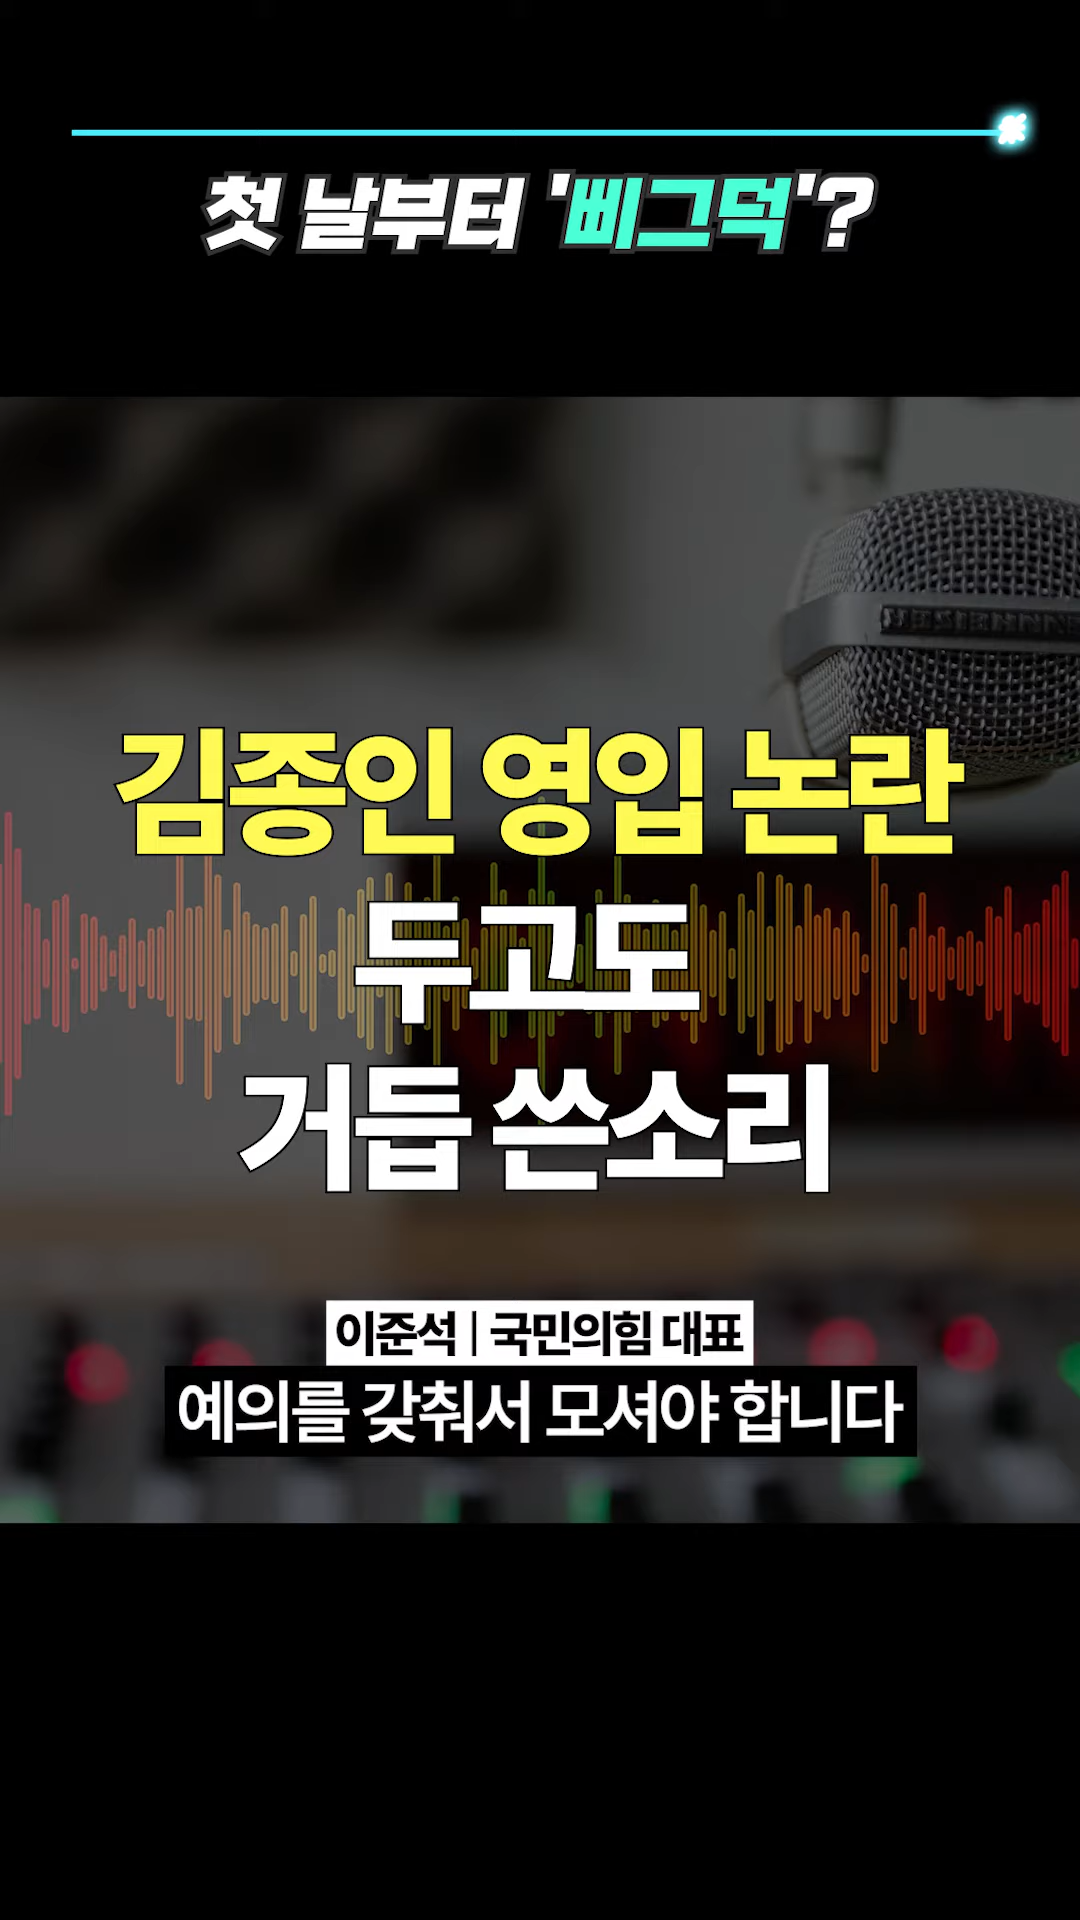 첫 날부터 '삐그덕'?
김종인 영입 논란
두고도
거듭 쓴소리
이준석 | 국민의힘 대표
예의를 갖춰서 모셔야 합니다